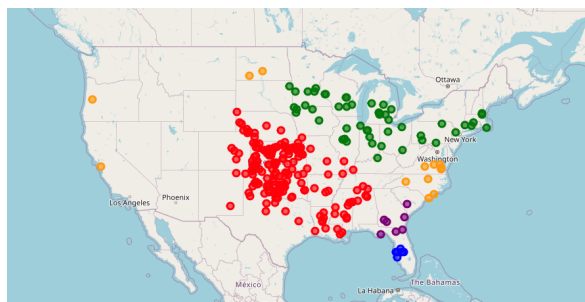 Ottawa
New York
Washington
Los Angeles
Phoenix
México
The Bahamas
La Habana